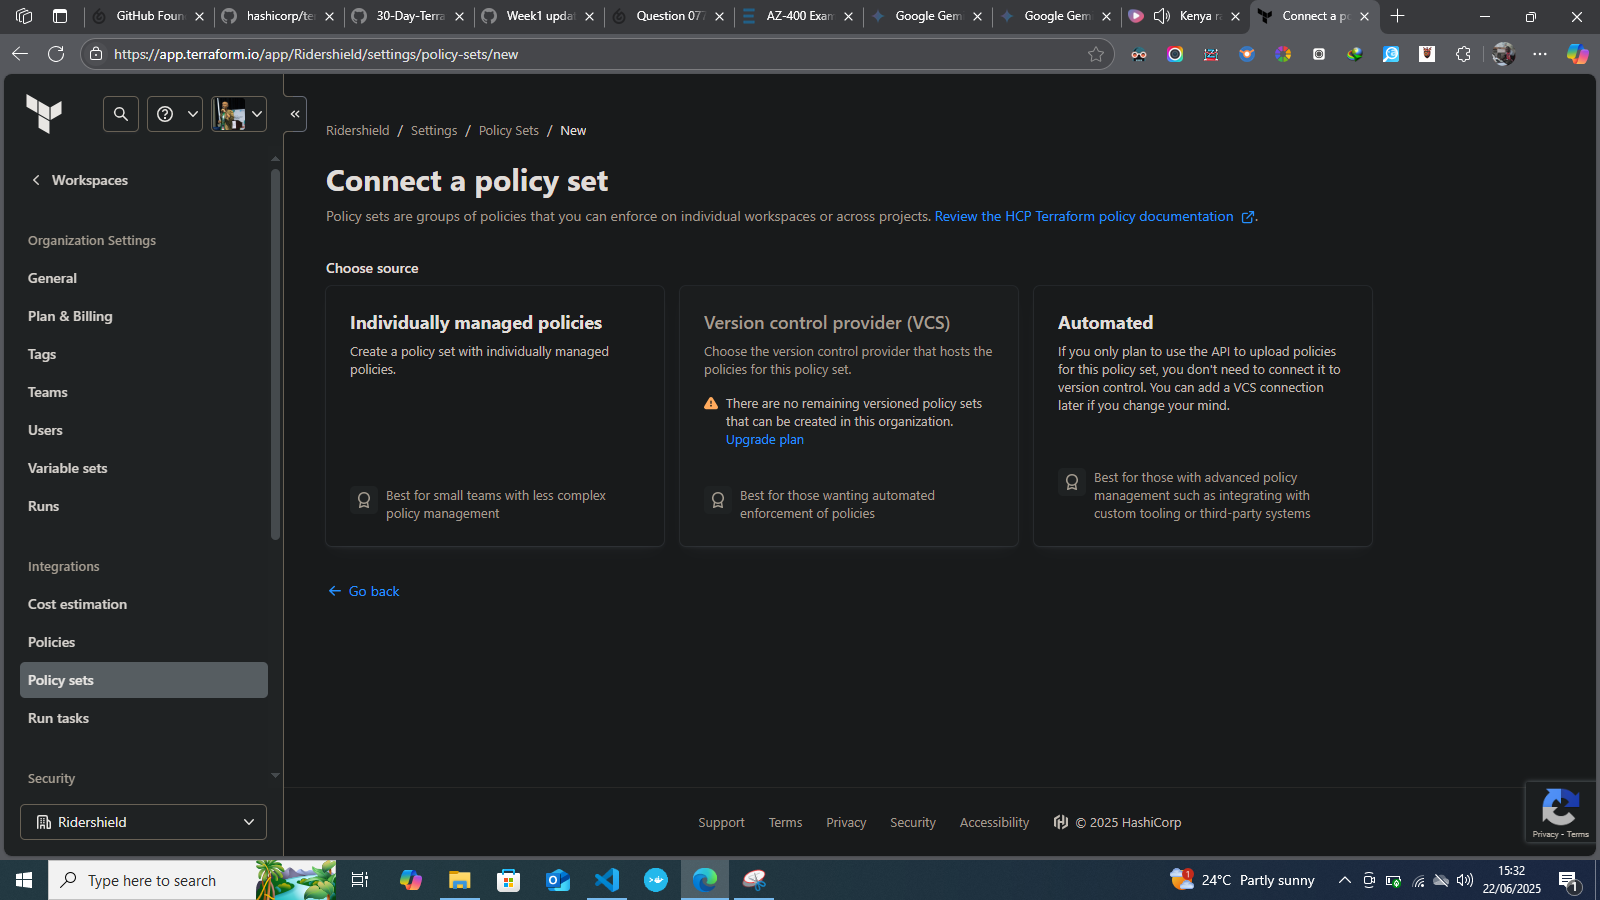 GitHub Foun
hashicorp/te
30-Day-Terra
Week1 upda
Question 077
AZ-400 Exam
Google Gem
Google Gem
Kenya ra
Connect a po
https://app.terraform.io/app/Ridershield/settings/policy-sets/new
Workspaces
Organization Settings
General
Plan & Billing
Tags
Teams
Users
Variable sets
Runs
Integrations
Cost estimation
Policies
Policy sets
Run tasks
Security
Ridershield
Ridershield / Settings / Policy Sets / New
Connect a policy set
Policy sets are groups of policies that you can enforce on individual workspaces or across projects. Review the HCP Terraform policy documentation .
Choose source
Individually managed policies
Create a policy set with individually managed
policies.
Best for small teams with less complex
policy management
Version control provider (VCS)
Choose the version control provider that hosts the
policies for this policy set.
There are no remaining versioned policy sets
that can be created in this organization.
Upgrade plan
Best for those wanting automated
enforcement of policies
Automated
If you only plan to use the API to upload policies
for this policy set, you don't need to connect it to
version control. You can add a VCS connection
later if you change your mind.
Best for those with advanced policy
management such as integrating with
custom tooling or third-party systems
Go back
Support Terms Privacy Security Accessibility © 2025 HashiCorp
Privacy - Terms
Type here to search
1
24°C Partly sunny
15:32
22/06/2025
1